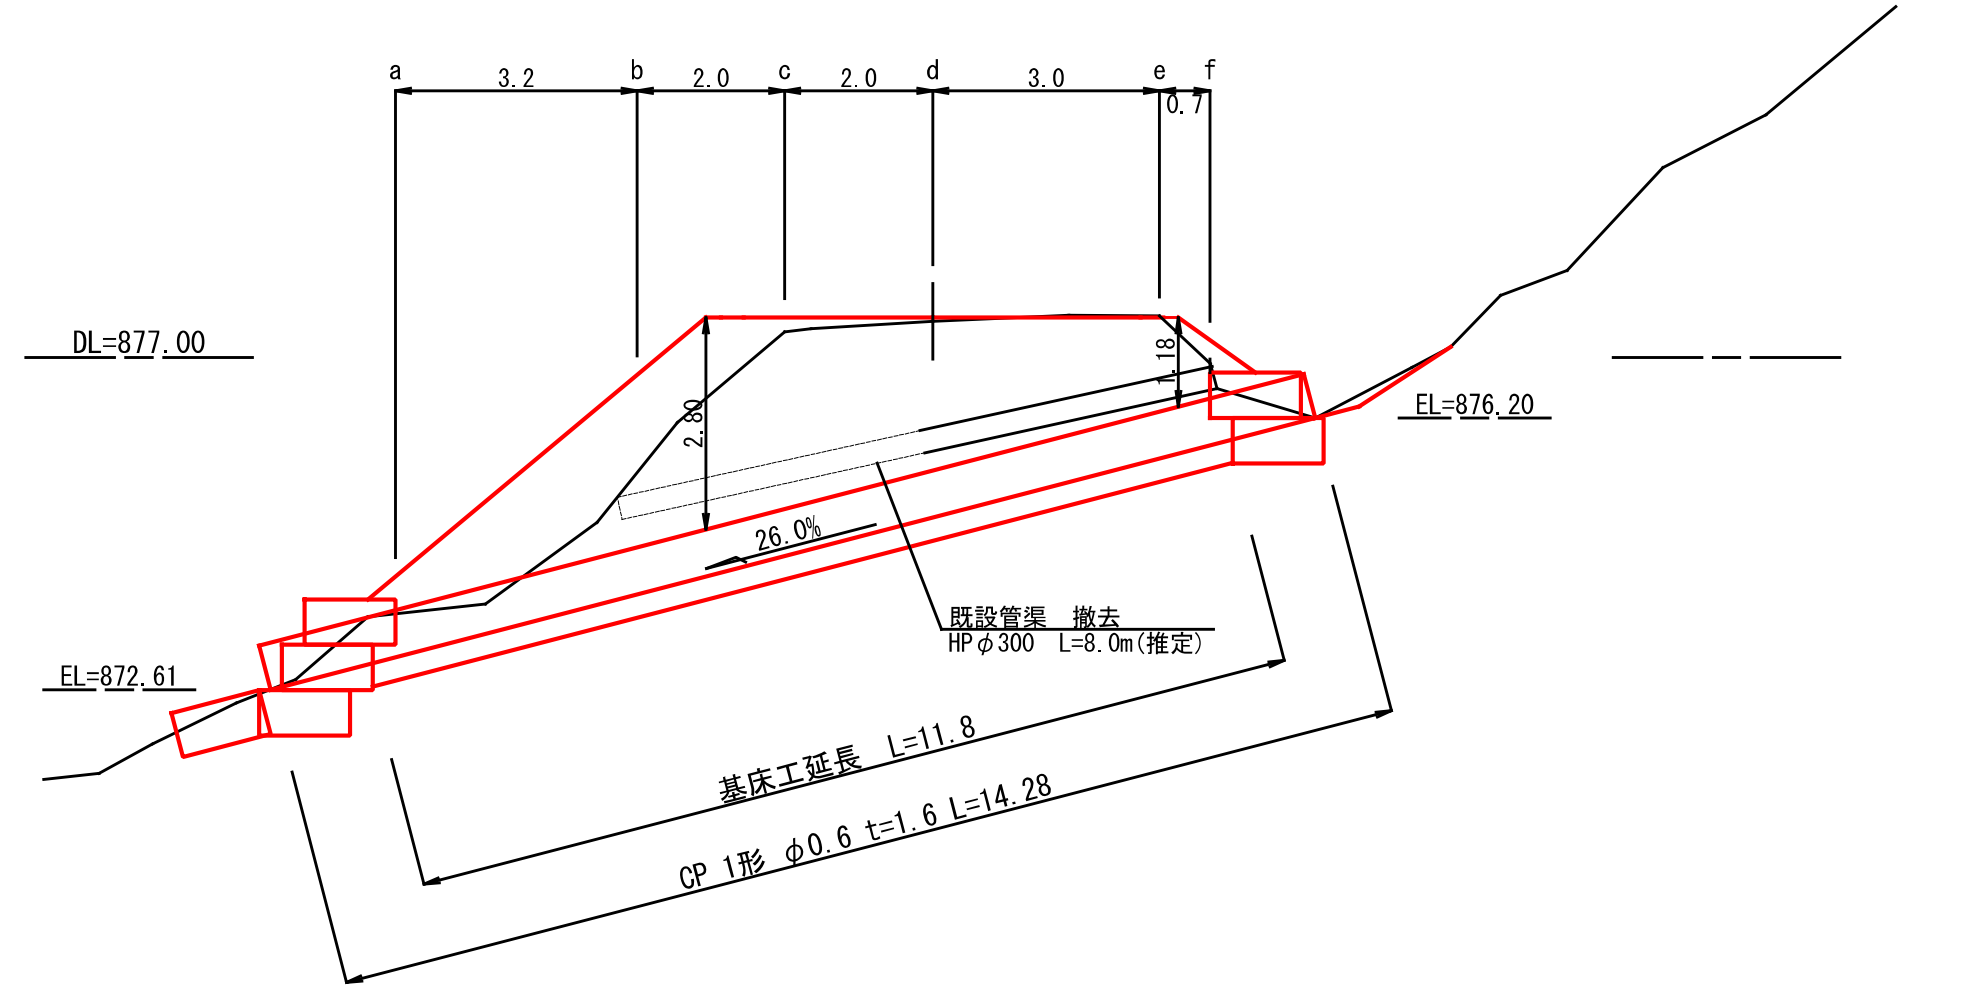 a b c d e f
3.2 2.0 2.0 3.0 0.7
DL=877.00
1.18
2.80
EL=876.20
26.0%
既設管渠　撤去
HPφ300　L=8.0m(推定)
EL=872.61
基床工延長　L=11.8
CP 1形 φ0.6 t=1.6 L=14.28